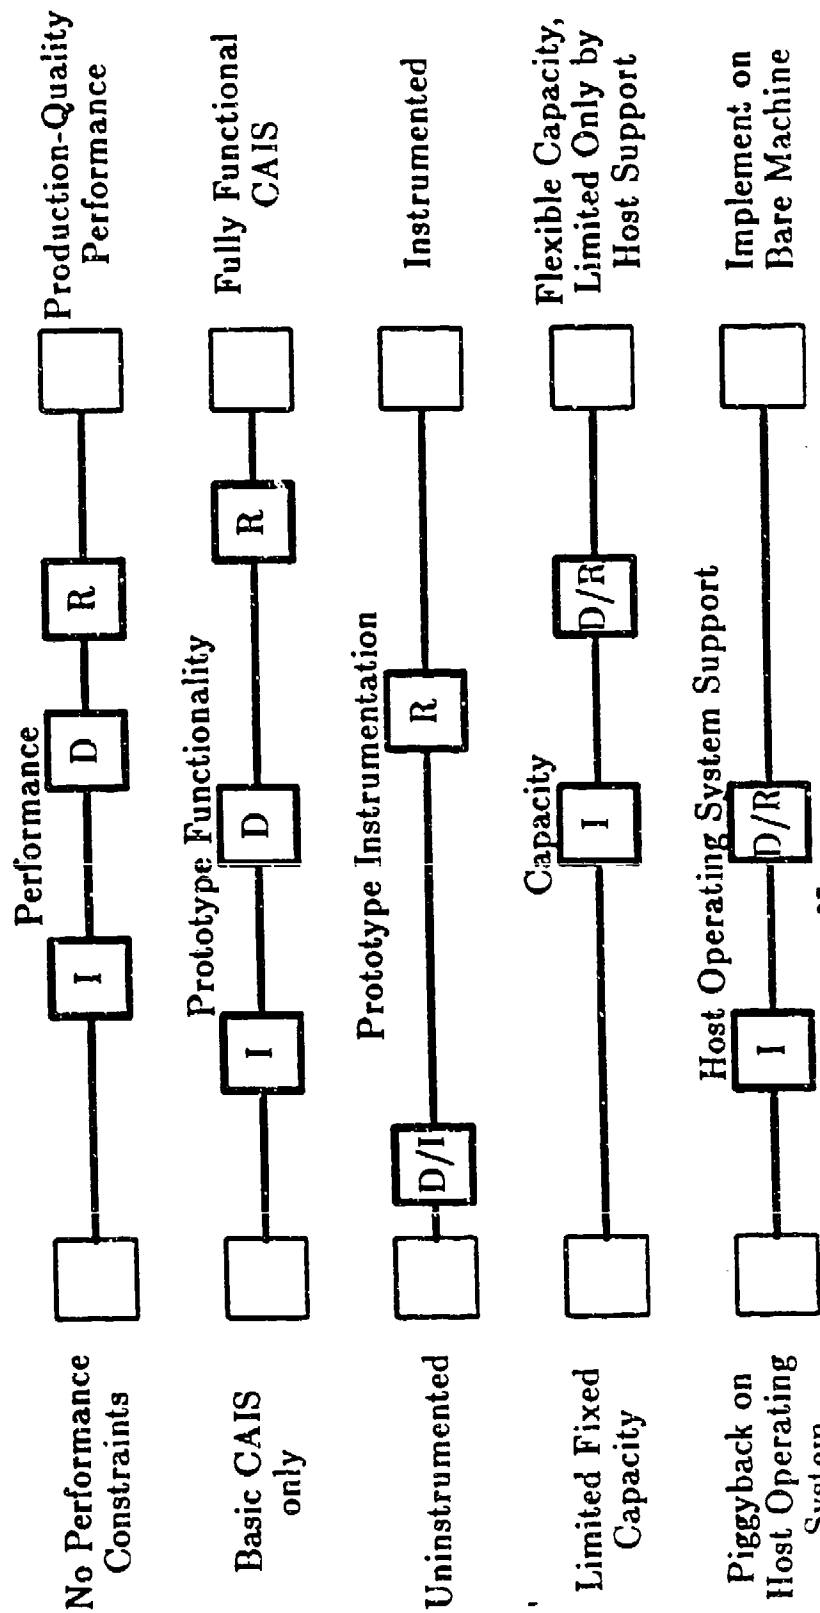 Performance
No Performance
Constraints
I
D
R
Production-Quality
Performance
Prototype Functionality
Basic CAIS
only
I
D
R
Fully Functional
CAIS
Prototype Instrumentation
Uninstrumented
D/I
R
Instrumented
Capacity
Limited Fixed
Capacity
I
D/R
Flexible Capacity,
Limited Only by
Host Support
Host Operating System Support
Piggyback on
Host Operating
System
I
D/R
Implement on
Bare Machine